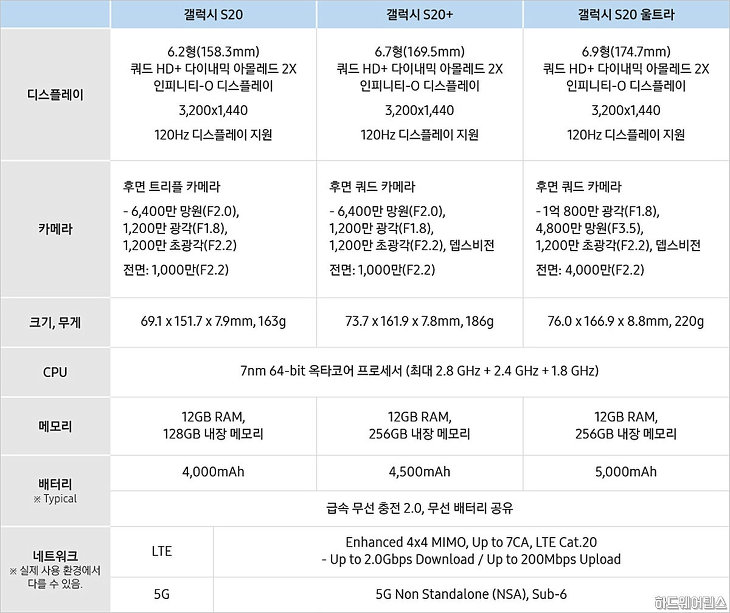 갤럭시 S20
갤럭시 S20+
갤럭시 S20 울트라
디스플레이
6.2형(158.3mm)
쿼드 HD+ 다이내믹 아몰레드 2X
인피니티-O 디스플레이
3,200x1,440
120Hz 디스플레이 지원
6.7형(169.5mm)
쿼드 HD+ 다이내믹 아몰레드 2X
인피니티-O 디스플레이
3,200x1,440
120Hz 디스플레이 지원
6.9형(174.7mm)
쿼드 HD+ 다이내믹 아몰레드 2X
인피니티-O 디스플레이
3,200x1,440
120Hz 디스플레이 지원
카메라
후면 트리플 카메라
- 6,400만 망원(F2.0),
1,200만 광각(F1.8),
1,200만 초광각(F2.2)
전면: 1,000만(F2.2)
후면 쿼드 카메라
- 6,400만 망원(F2.0),
1,200만 광각(F1.8),
1,200만 초광각(F2.2), 뎁스비전
전면: 1,000만(F2.2)
후면 쿼드 카메라
- 1억 800만 광각(F1.8),
4,800만 망원(F3.5),
1,200만 초광각(F2.2), 뎁스비전
전면: 4,000만(F2.2)
크기, 무게
69.1 x 151.7 x 7.9mm, 163g
73.7 x 161.9 x 7.8mm, 186g
76.0 x 166.9 x 8.8mm, 220g
CPU
7nm 64-bit 옥타코어 프로세서 (최대 2.8 GHz + 2.4 GHz + 1.8 GHz)
메모리
12GB RAM,
128GB 내장 메모리
12GB RAM,
256GB 내장 메모리
12GB RAM,
256GB 내장 메모리
배터리
※ Typical
4,000mAh
4,500mAh
5,000mAh
급속 무선 충전 2.0, 무선 배터리 공유
네트워크
※ 실제 사용 환경에서
다를 수 있음.
LTE
Enhanced 4x4 MIMO, Up to 7CA, LTE Cat.20
- Up to 2.0Gbps Download / Up to 200Mbps Upload
5G
5G Non Standalone (NSA), Sub-6
하드웨어럭스